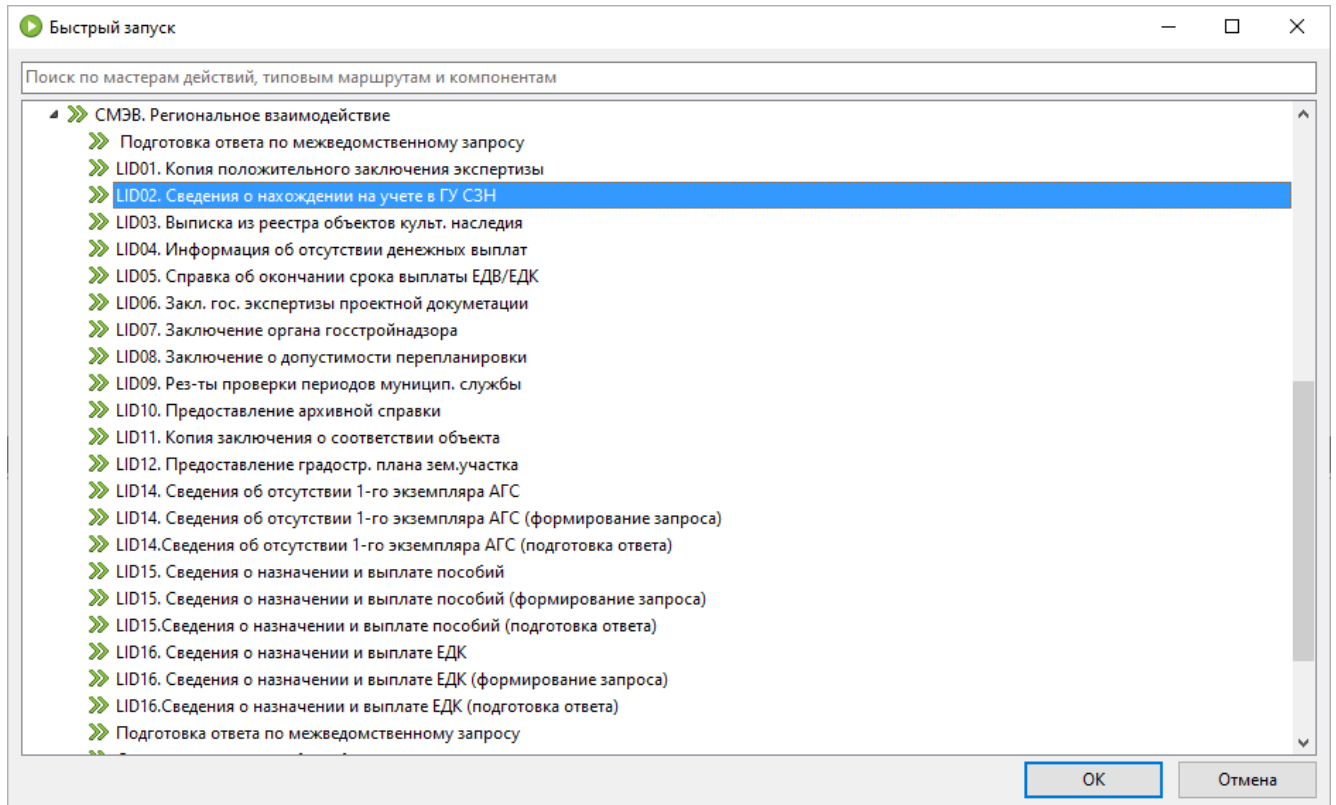 Быстрый запуск
Поиск по мастерам действий, типовым маршрутам и компонентам
СМЭВ. Региональное взаимодействие
Подготовка ответа по межведомственному запросу
LID01. Копия положительного заключения экспертизы
LID02. Сведения о нахождении на учете в ГУ СЗН
LID03. Выписка из реестра объектов культ. наследия
LID04. Информация об отсутствии денежных выплат
LID05. Справка об окончании срока выплаты ЕДВ/ЕДК
LID06. Закл. гос. экспертизы проектной докуметации
LID07. Заключение органа госстройнадзора
LID08. Заключение о допустимости перепланировки
LID09. Рез-ты проверки периодов муницип. службы
LID10. Предоставление архивной справки
LID11. Копия заключения о соответствии объекта
LID12. Предоставление градостр. плана зем.участка
LID14. Сведения об отсутствии 1-го экземпляра АГС
LID14. Сведения об отсутствии 1-го экземпляра АГС (формирование запроса)
LID14.Сведения об отсутствии 1-го экземпляра АГС (подготовка ответа)
LID15. Сведения о назначении и выплате пособий
LID15. Сведения о назначении и выплате пособий (формирование запроса)
LID15.Сведения о назначении и выплате пособий (подготовка ответа)
LID16. Сведения о назначении и выплате ЕДК
LID16. Сведения о назначении и выплате ЕДК (формирование запроса)
LID16.Сведения о назначении и выплате ЕДК (подготовка ответа)
Подготовка ответа по межведомственному запросу
ОК Отмена